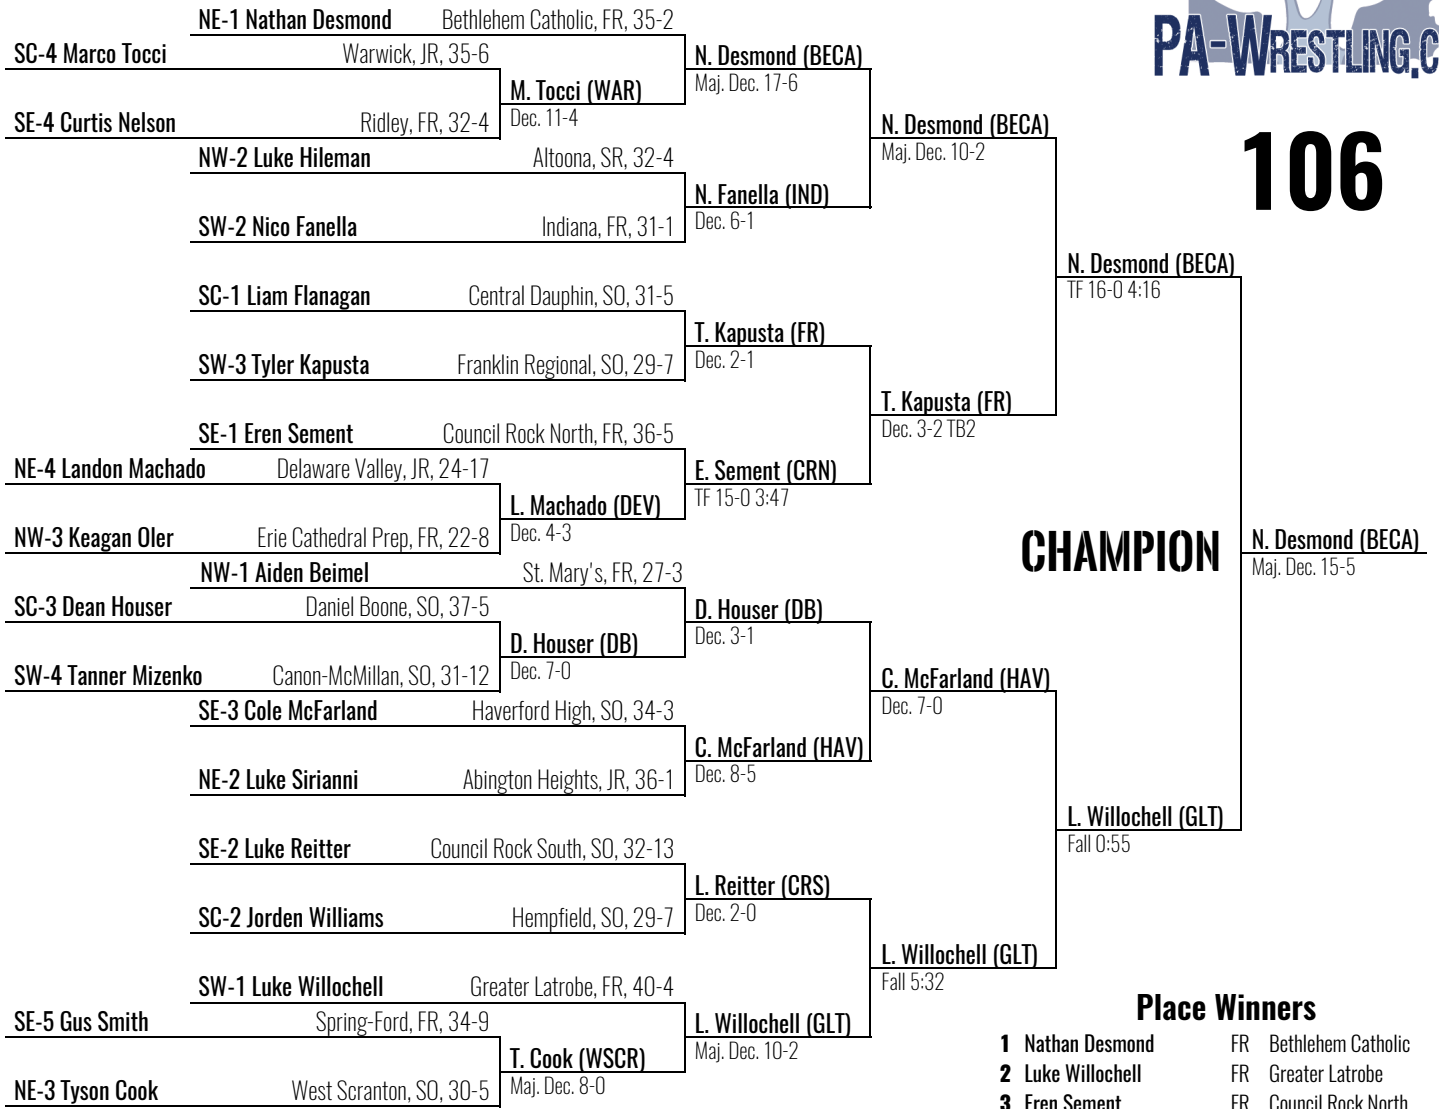 NE-1 Nathan Desmond Bethlehem Catholic, FR, 35-2
PA-WRESTLING.C
SC-4 Marco Tocci Warwick, JR, 35-6
N. Desmond (BECA)
Maj. Dec. 17-6
M. Tocci (WAR)
Dec. 11-4
SE-4 Curtis Nelson Ridley, FR, 32-4
N. Desmond (BECA)
Maj. Dec. 10-2
106
NW-2 Luke Hileman Altoona, SR, 32-4
N. Fanella (IND)
Dec. 6-1
SW-2 Nico Fanella Indiana, FR, 31-1
N. Desmond (BECA)
TF 16-0 4:16
SC-1 Liam Flanagan Central Dauphin, SO, 31-5
T. Kapusta (FR)
Dec. 2-1
SW-3 Tyler Kapusta Franklin Regional, SO, 29-7
T. Kapusta (FR)
Dec. 3-2 TB2
SE-1 Eren Sement Council Rock North, FR, 36-5
NE-4 Landon Machado Delaware Valley, JR, 24-17
E. Sement (CRN)
TF 15-0 3:47
L. Machado (DEV)
Dec. 4-3
NW-3 Keagan Oler Erie Cathedral Prep, FR, 22-8
CHAMPION
N. Desmond (BECA)
Maj. Dec. 15-5
NW-1 Aiden Beimel St. Mary's, FR, 27-3
SC-3 Dean Houser Daniel Boone, SO, 37-5
D. Houser (DB)
Dec. 3-1
D. Houser (DB)
Dec. 7-0
SW-4 Tanner Mizenko Canon-McMillan, SO, 31-12
C. McFarland (HAV)
Dec. 7-0
SE-3 Cole McFarland Haverford High, SO, 34-3
C. McFarland (HAV)
Dec. 8-5
NE-2 Luke Sirianni Abington Heights, JR, 36-1
L. Willochell (GLT)
Fall 0:55
SE-2 Luke Reitter Council Rock South, SO, 32-13
L. Reitter (CRS)
Dec. 2-0
SC-2 Jorden Williams Hempfield, SO, 29-7
L. Willochell (GLT)
Fall 5:32
SW-1 Luke Willochell Greater Latrobe, FR, 40-4
SE-5 Gus Smith Spring-Ford, FR, 34-9
L. Willochell (GLT)
Maj. Dec. 10-2
T. Cook (WSCR)
Maj. Dec. 8-0
NE-3 Tyson Cook West Scranton, SO, 30-5
Place Winners
1 Nathan Desmond FR Bethlehem Catholic
2 Luke Willochell FR Greater Latrobe
3 Eren Sement FR Council Rock North